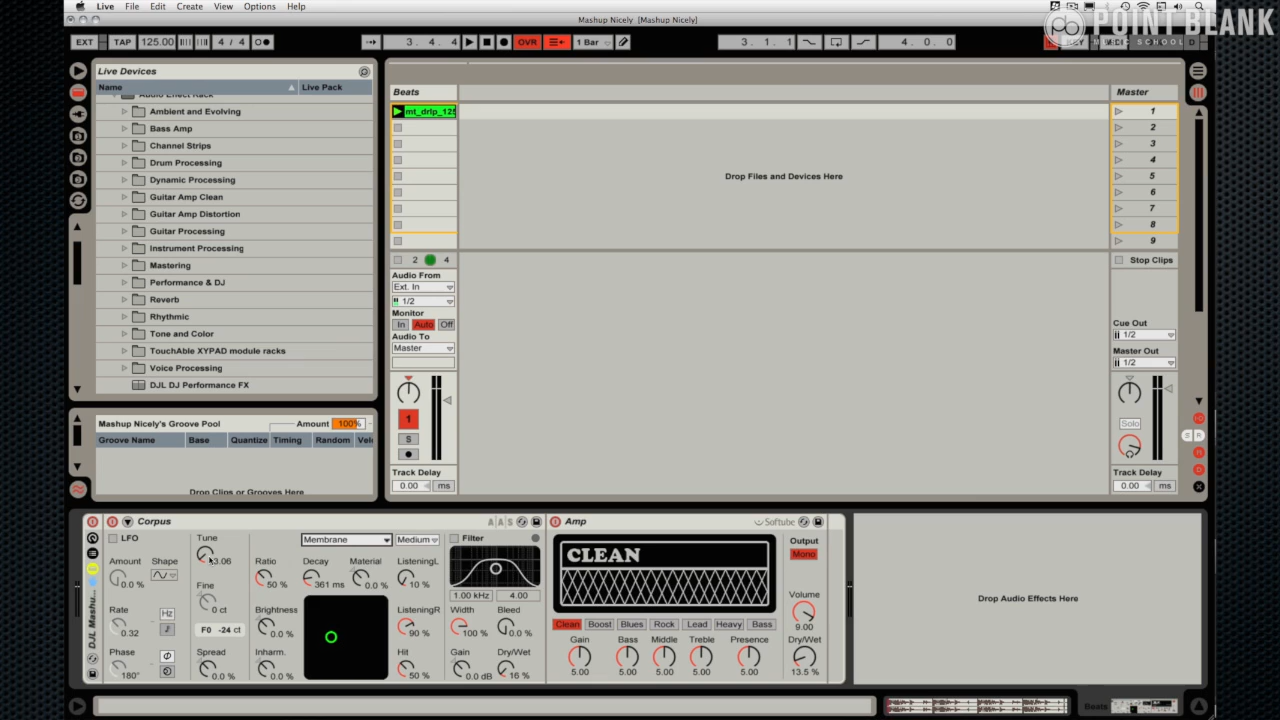 Live File Edit Create View Options Help
Mashup Nicely [Mashup Nicely]
POINT BLANK
MUSIC SCHOOL
EXT TAP 125.00 4 / 4 3. 4. 4 OVR 1 Bar 3. 1. 1 4. 0. 0
Live Devices
Name Live Pack
Audio Effect Rack
Ambient and Evolving
Bass Amp
Channel Strips
Drum Processing
Dynamic Processing
Guitar Amp Clean
Guitar Amp Distortion
Guitar Processing
Instrument Processing
Mastering
Performance & DJ
Reverb
Rhythmic
Tone and Color
TouchAble XYPAD module racks
Voice Processing
DJL DJ Performance FX
Mashup Nicely's Groove Pool Amount 100%
Groove Name Base Quantize Timing Random Vel
Drop Clips or Grooves Here
Beats
mt_drip_125
Drop Files and Devices Here
2 4
Audio From
Ext. In
1/2
Monitor
In Auto Off
Audio To
Master
1
S
Track Delay
0.00 ms
Master
1
2
3
4
5
6
7
8
9
Stop Clips
Cue Out
1/2
Master Out
1/2
Solo
Track Delay
0.00 ms
S R
DJL Mashu
Corpus
LFO
Amount Shape
0.0 %
Rate
Hz
0.32
Phase
180°
Tune
3.06
Fine
0 ct
F0 -24 ct
Spread
0.0 %
Membrane Medium
Ratio Decay Material ListeningL
50 % 361 ms 0.0 % 10 %
Brightness ListeningR
0.0 % 90 %
Inharm. Hit
0.0 % 50 %
A A S
Filter
1.00 kHz 4.00
Width Bleed
100 % 0.0 %
Gain Dry/Wet
0.0 dB 16 %
Amp Softube
CLEAN
Clean Boost Blues Rock Lead Heavy Bass
Gain Bass Middle Treble Presence
5.00 5.00 5.00 5.00 5.00
Output
Mono
Volume
9.00
Dry/Wet
13.5 %
Drop Audio Effects Here
Beats